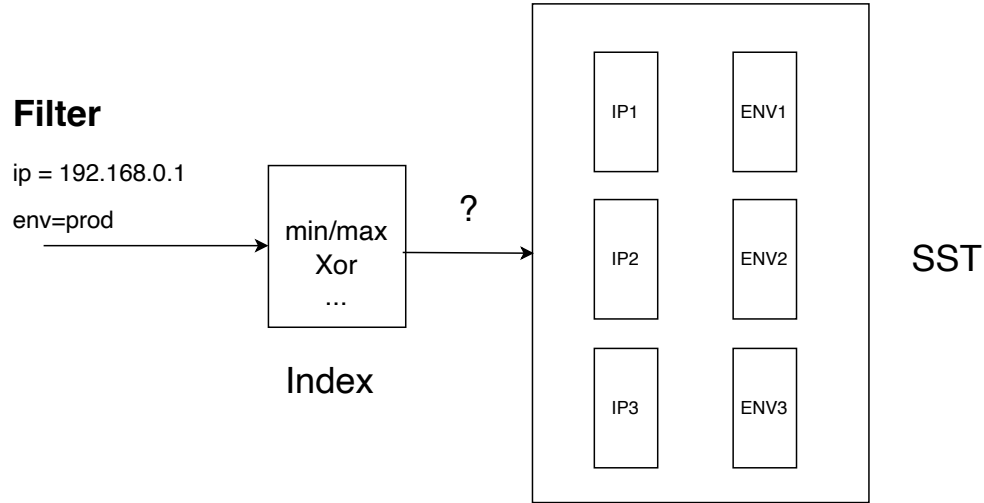 Filter
ip = 192.168.0.1
env=prod
min/max
Xor
...
Index
?
IP1
ENV1
IP2
ENV2
IP3
ENV3
SST